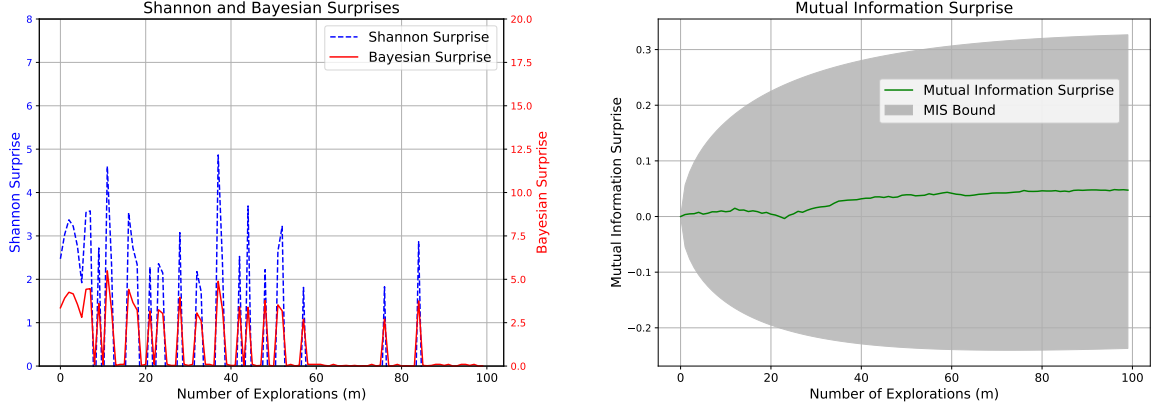 Shannon and Bayesian Surprises
8
7
6
5
4
3
2
1
0
Shannon Surprise
20.0
17.5
15.0
12.5
10.0
7.5
5.0
2.5
0.0
Bayesian Surprise
Shannon Surprise
Bayesian Surprise
0 20 40 60 80 100
Number of Explorations (m)
Mutual Information Surprise
0.3
0.2
0.1
0.0
−0.1
−0.2
Mutual Information Surprise
Mutual Information Surprise
MIS Bound
0 20 40 60 80 100
Number of Explorations (m)